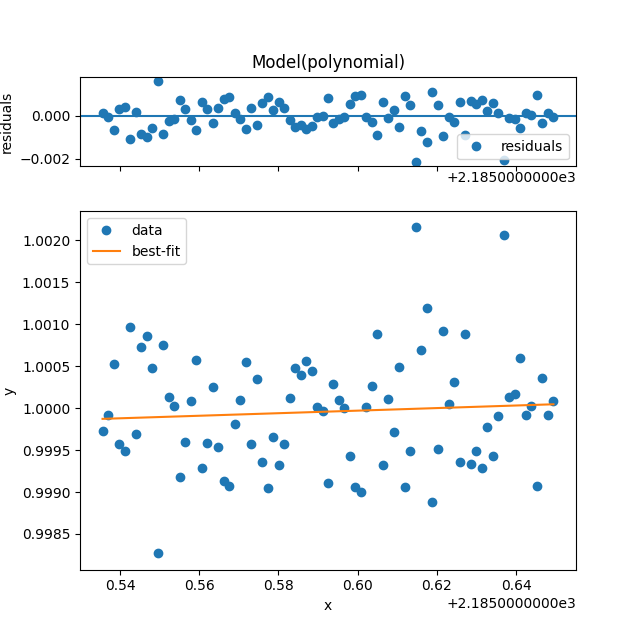 Model(polynomial)
residuals
0.000
−0.002
residuals
+2.1850000000e3
y
1.0020
1.0015
1.0010
1.0005
1.0000
0.9995
0.9990
0.9985
data
best-fit
0.54 0.56 0.58 0.60 0.62 0.64
x
+2.1850000000e3